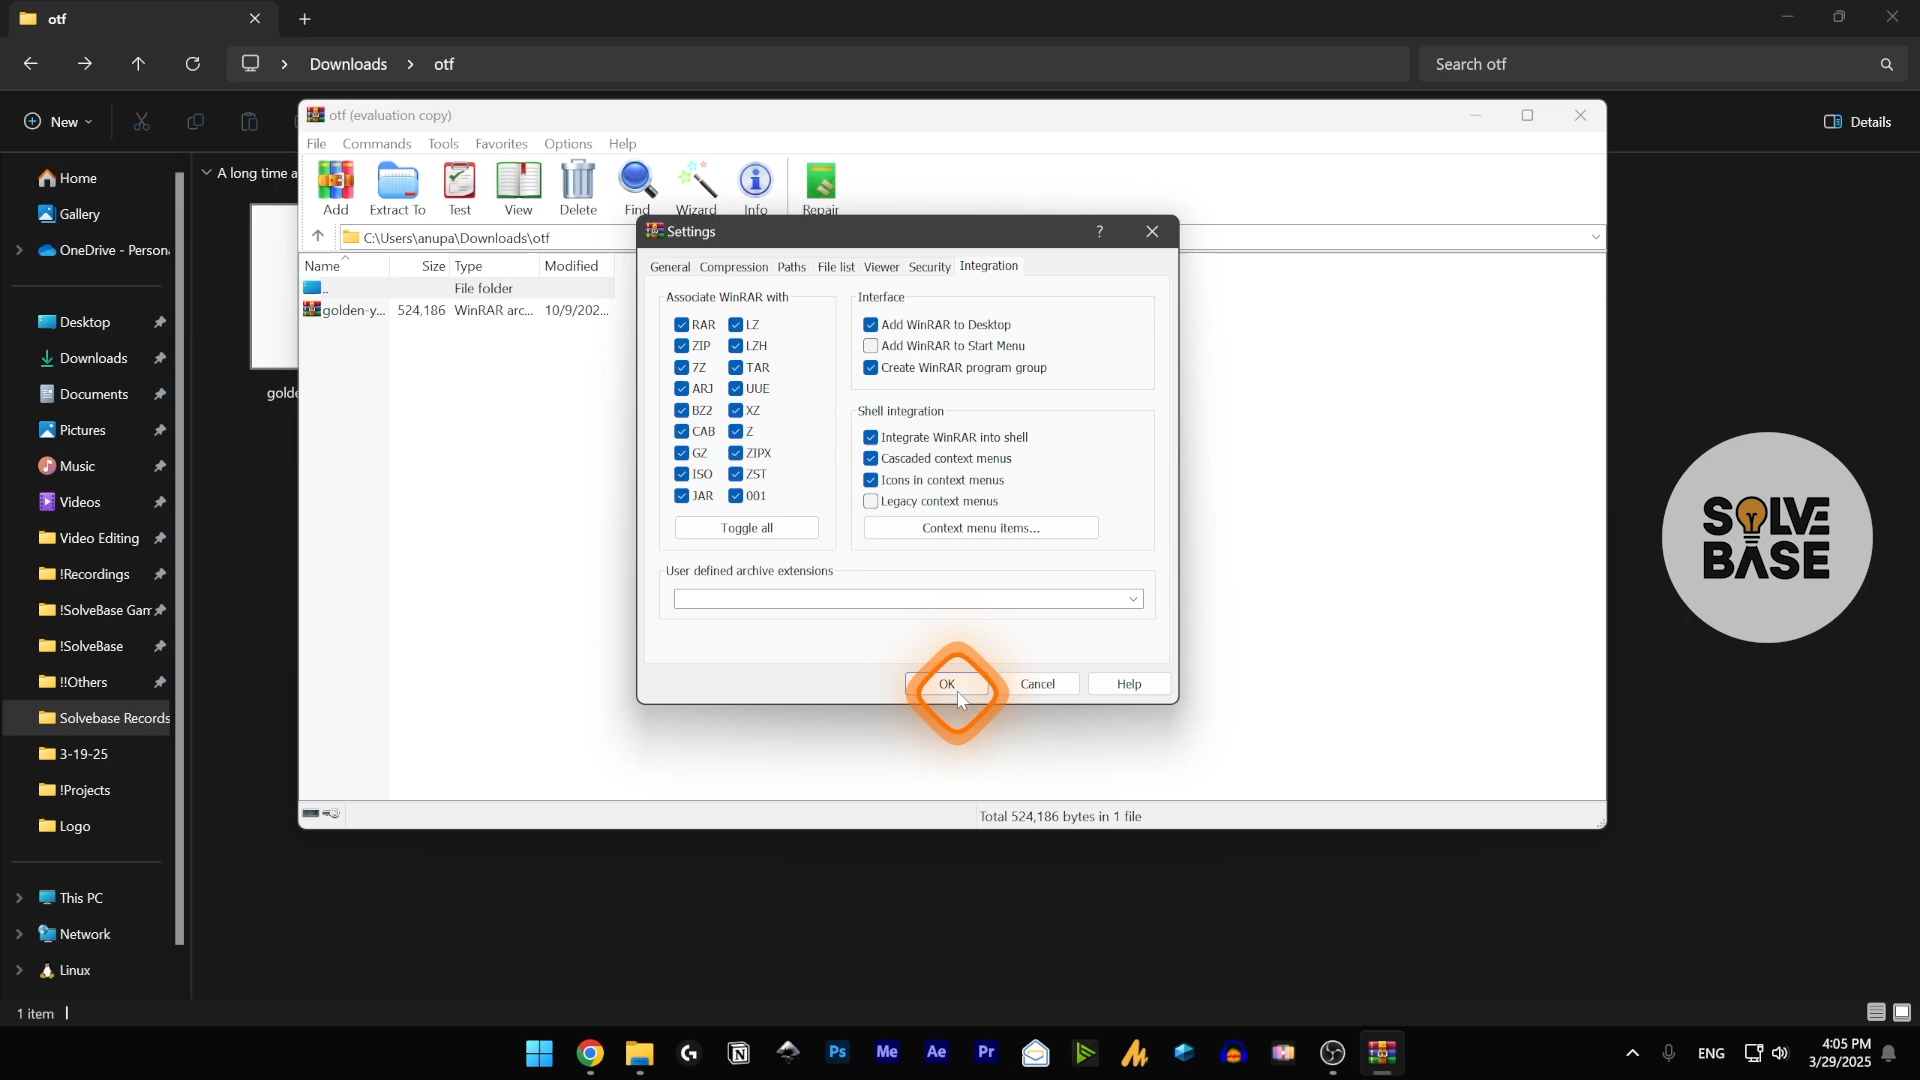 otf
Downloads > otf
Search otf
New
Details
otf (evaluation copy)
File Commands Tools Favorites Options Help
Add Extract To Test View Delete Find Wizard Info Repair
C:\Users\anupa\Downloads\otf
Name Size Type Modified
.. File folder
golden-y... 524,186 WinRAR arc... 10/9/202...
A long time a
golde
Home
Gallery
OneDrive - Person
Desktop
Downloads
Documents
Pictures
Music
Videos
Video Editing
!Recordings
!SolveBase Gam
!SolveBase
!!Others
Solvebase Records
3-19-25
!Projects
Logo
This PC
Network
Linux
Settings
?
General Compression Paths File list Viewer Security Integration
Associate WinRAR with
RAR LZ
ZIP LZH
7Z TAR
ARJ UUE
BZ2 XZ
CAB Z
GZ ZIPX
ISO ZST
JAR 001
Toggle all
Interface
Add WinRAR to Desktop
Add WinRAR to Start Menu
Create WinRAR program group
Shell integration
Integrate WinRAR into shell
Cascaded context menus
Icons in context menus
Legacy context menus
Context menu items...
User defined archive extensions
OK Cancel Help
Total 524,186 bytes in 1 file
SOLVE
BASE
1 item
Ps Me Ae Pr
ENG
4:05 PM
3/29/2025